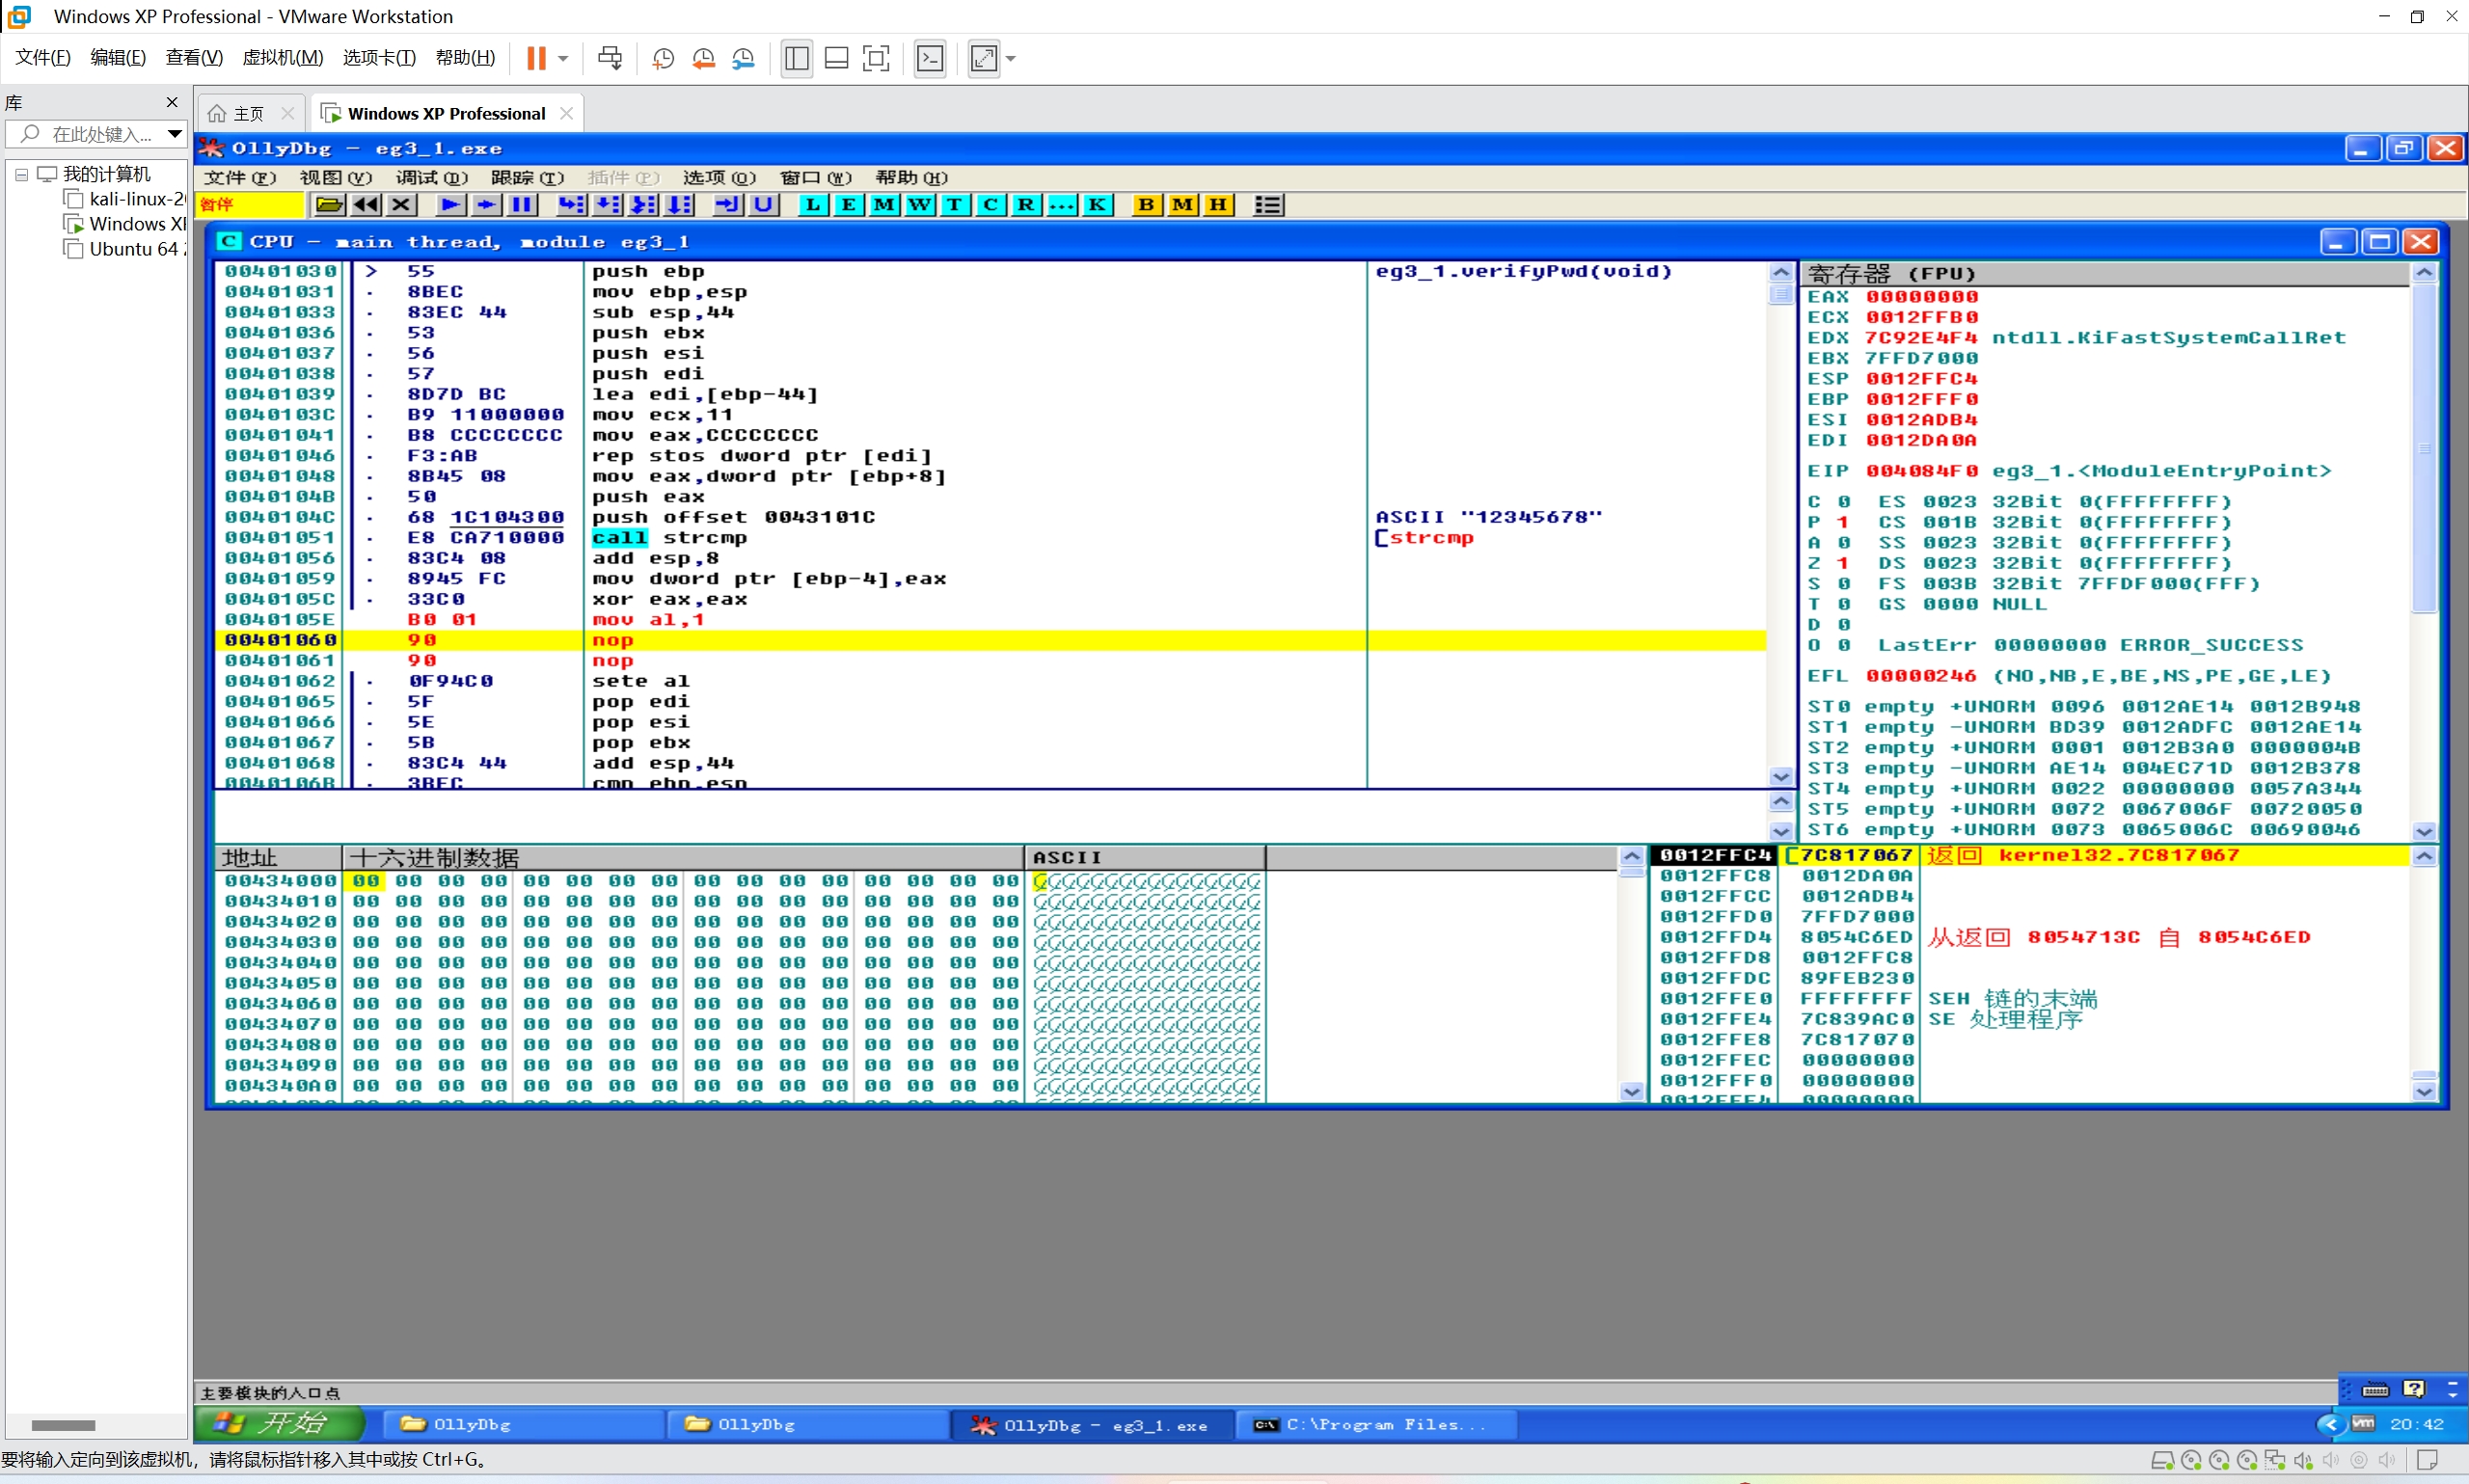 Windows XP Professional - VMware Workstation
文件(F) 编辑(E) 查看(V) 虚拟机(M) 选项卡(T) 帮助(H)
库
主页 Windows XP Professional
在此处键入...
我的计算机
kali-linux-2
Windows XP
Ubuntu 64
OllyDbg - eg3_1.exe
文件(F) 视图(V) 调试(D) 跟踪(T) 插件(P) 选项(O) 窗口(W) 帮助(H)
暂停 L E M W T C R ... K B M H
C CPU - main thread, module eg3_1
00401030 > 55 push ebp eg3_1.verifyPwd(void)
00401031 . 8BEC mov ebp,esp
00401033 . 83EC 44 sub esp,44
00401036 . 53 push ebx
00401037 . 56 push esi
00401038 . 57 push edi
00401039 . 8D7D BC lea edi,[ebp-44]
0040103C . B9 11000000 mov ecx,11
00401041 . B8 CCCCCCCC mov eax,CCCCCCCC
00401046 . F3:AB rep stos dword ptr [edi]
00401048 . 8B45 08 mov eax,dword ptr [ebp+8]
0040104B . 50 push eax
0040104C . 68 1C104300 push offset 0043101C ASCII "12345678"
00401051 . E8 CA710000 call strcmp [strcmp
00401056 . 83C4 08 add esp,8
00401059 . 8945 FC mov dword ptr [ebp-4],eax
0040105C . 33C0 xor eax,eax
0040105E B0 01 mov al,1
00401060 90 nop
00401061 90 nop
00401062 . 0F94C0 sete al
00401065 . 5F pop edi
00401066 . 5E pop esi
00401067 . 5B pop ebx
00401068 . 83C4 44 add esp,44
0040106B . 3BEC cmp ebp,esp
寄存器 (FPU)
EAX 00000000
ECX 0012FFB0
EDX 7C92E4F4 ntdll.KiFastSystemCallRet
EBX 7FFD7000
ESP 0012FFC4
EBP 0012FFF0
ESI 0012ADB4
EDI 0012DA0A
EIP 004084F0 eg3_1.<ModuleEntryPoint>
C 0 ES 0023 32Bit 0(FFFFFFFF)
P 1 CS 001B 32Bit 0(FFFFFFFF)
A 0 SS 0023 32Bit 0(FFFFFFFF)
Z 1 DS 0023 32Bit 0(FFFFFFFF)
S 0 FS 003B 32Bit 7FFDF000(FFF)
T 0 GS 0000 NULL
D 0
O 0 LastErr 00000000 ERROR_SUCCESS
EFL 00000246 (NO,NB,E,BE,NS,PE,GE,LE)
ST0 empty +UNORM 0096 0012AE14 0012B948
ST1 empty -UNORM BD39 0012ADFC 0012AE14
ST2 empty +UNORM 0001 0012B3A0 0000004B
ST3 empty -UNORM AE14 004EC71D 0012B378
ST4 empty +UNORM 0022 00000000 0057A344
ST5 empty +UNORM 0072 0067006F 00720050
ST6 empty +UNORM 0073 0065006C 00690046
地址 十六进制数据 ASCII
00434000 00 00 00 00 00 00 00 00 00 00 00 00 00 00 00 00
00434010 00 00 00 00 00 00 00 00 00 00 00 00 00 00 00 00
00434020 00 00 00 00 00 00 00 00 00 00 00 00 00 00 00 00
00434030 00 00 00 00 00 00 00 00 00 00 00 00 00 00 00 00
00434040 00 00 00 00 00 00 00 00 00 00 00 00 00 00 00 00
00434050 00 00 00 00 00 00 00 00 00 00 00 00 00 00 00 00
00434060 00 00 00 00 00 00 00 00 00 00 00 00 00 00 00 00
00434070 00 00 00 00 00 00 00 00 00 00 00 00 00 00 00 00
00434080 00 00 00 00 00 00 00 00 00 00 00 00 00 00 00 00
00434090 00 00 00 00 00 00 00 00 00 00 00 00 00 00 00 00
004340A0 00 00 00 00 00 00 00 00 00 00 00 00 00 00 00 00
0012FFC4 [7C817067 返回 kernel32.7C817067
0012FFC8 0012DA0A
0012FFCC 0012ADB4
0012FFD0 7FFD7000
0012FFD4 8054C6ED 从返回 8054713C 自 8054C6ED
0012FFD8 0012FFC8
0012FFDC 89FEB230
0012FFE0 FFFFFFFF SEH 链的末端
0012FFE4 7C839AC0 SE 处理程序
0012FFE8 7C817070
0012FFEC 00000000
0012FFF0 00000000
0012FFF4 00000000
主要模块的入口点
开始 OllyDbg OllyDbg OllyDbg - eg3_1.exe C:\Program Files... 20:42
要将输入定向到该虚拟机，请将鼠标指针移入其中或按 Ctrl+G。